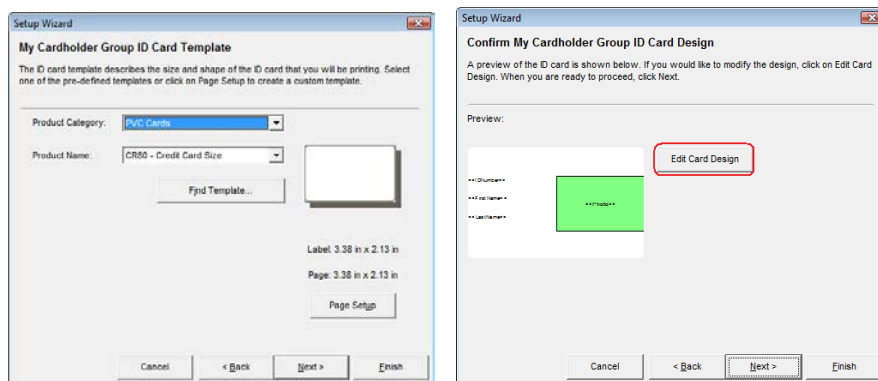 Setup Wizard
My Cardholder Group ID Card Template
The ID card template describes the size and shape of the ID card that you will be printing. Select
one of the pre-defined templates or click on Page Setup to create a custom template.
Product Category:
PVC Cards
Product Name:
CR80 - Credit Card Size
Find Template...
Label: 3.38 in x 2.13 in
Page: 3.38 in x 2.13 in
Page Setup
Cancel
< Back
Next >
Finish
Setup Wizard
Confirm My Cardholder Group ID Card Design
A preview of the ID card is shown below. If you would like to modify the design, click on Edit Card
Design. When you are ready to proceed, click Next.
Preview:
<<IDNumber>>
<<First Name>>
<<Last Name>>
<<Photo>>
Edit Card Design
Cancel
< Back
Next >
Finish